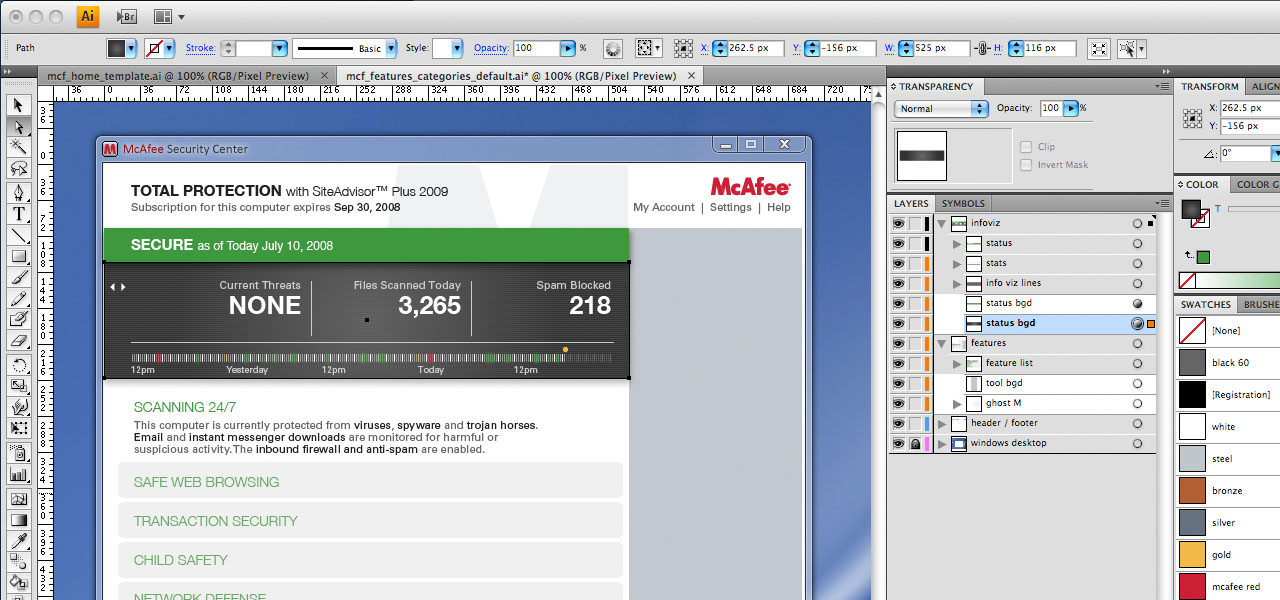 Ai
Br
Path
Stroke:
Basic
Style:
Opacity: 100 %
X: 262.5 px
Y: -156 px
W: 525 px
H: 116 px
mcf_home_template.ai @ 100% (RGB/Pixel Preview)
mcf_features_categories_default.ai* @ 100% (RGB/Pixel Preview)
36 0 36 72 108 144 180 216 252 288 324 360 396 432 468 504 540 576 612 648 684 720
McAfee Security Center
TOTAL PROTECTION with SiteAdvisor™ Plus 2009
Subscription for this computer expires Sep 30, 2008
McAfee®
My Account | Settings | Help
SECURE as of Today July 10, 2008
Current Threats
NONE
Files Scanned Today
3,265
Spam Blocked
218
12pm Yesterday 12pm Today 12pm
SCANNING 24/7
This computer is currently protected from viruses, spyware and trojan horses.
Email and instant messenger downloads are monitored for harmful or
suspicious activity.The inbound firewall and anti-spam are enabled.
SAFE WEB BROWSING
TRANSACTION SECURITY
CHILD SAFETY
NETWORK DEFENSE
TRANSPARENCY
Normal
Opacity: 100 %
Clip
Invert Mask
LAYERS SYMBOLS
infoviz
status
stats
info viz lines
status bgd
status bgd
features
feature list
tool bgd
ghost M
header / footer
windows desktop
TRANSFORM ALIGN
X: 262.5 px
Y: -156 px
0°
COLOR COLOR G
T
SWATCHES BRUSHE
[None]
black 60
[Registration]
white
steel
bronze
silver
gold
mcafee red